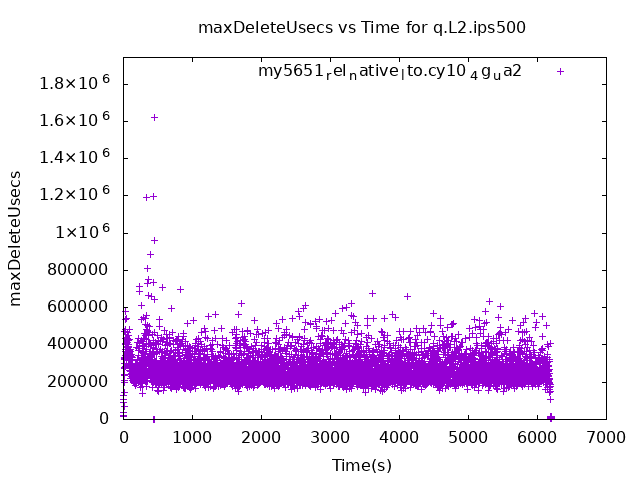 maxDeleteUsecs vs Time for q.L2.ips500
my5651relnativelto.cy104gua2
maxDeleteUsecs
1.8×10^6
1.6×10^6
1.4×10^6
1.2×10^6
1×10^6
800000
600000
400000
200000
0
0 1000 2000 3000 4000 5000 6000 7000
Time(s)